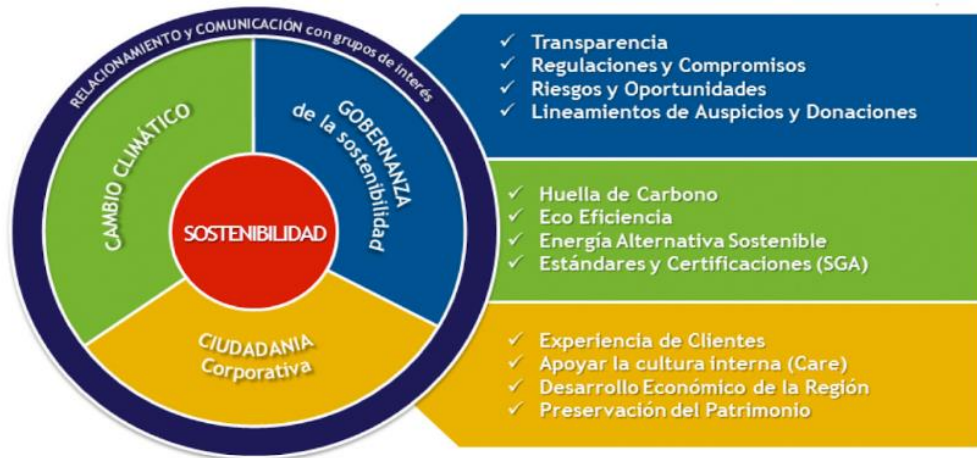 RELACIONAMIENTO y COMUNICACIÓN con grupos de interés
CAMBIO CLIMÁTICO
GOBERNANZA
de la sostenibilidad
SOSTENIBILIDAD
CIUDADANIA
Corporativa
✓ Transparencia
✓ Regulaciones y Compromisos
✓ Riesgos y Oportunidades
✓ Lineamientos de Auspicios y Donaciones
✓ Huella de Carbono
✓ Eco Eficiencia
✓ Energía Alternativa Sostenible
✓ Estándares y Certificaciones (SGA)
✓ Experiencia de Clientes
✓ Apoyar la cultura interna (Care)
✓ Desarrollo Económico de la Región
✓ Preservación del Patrimonio